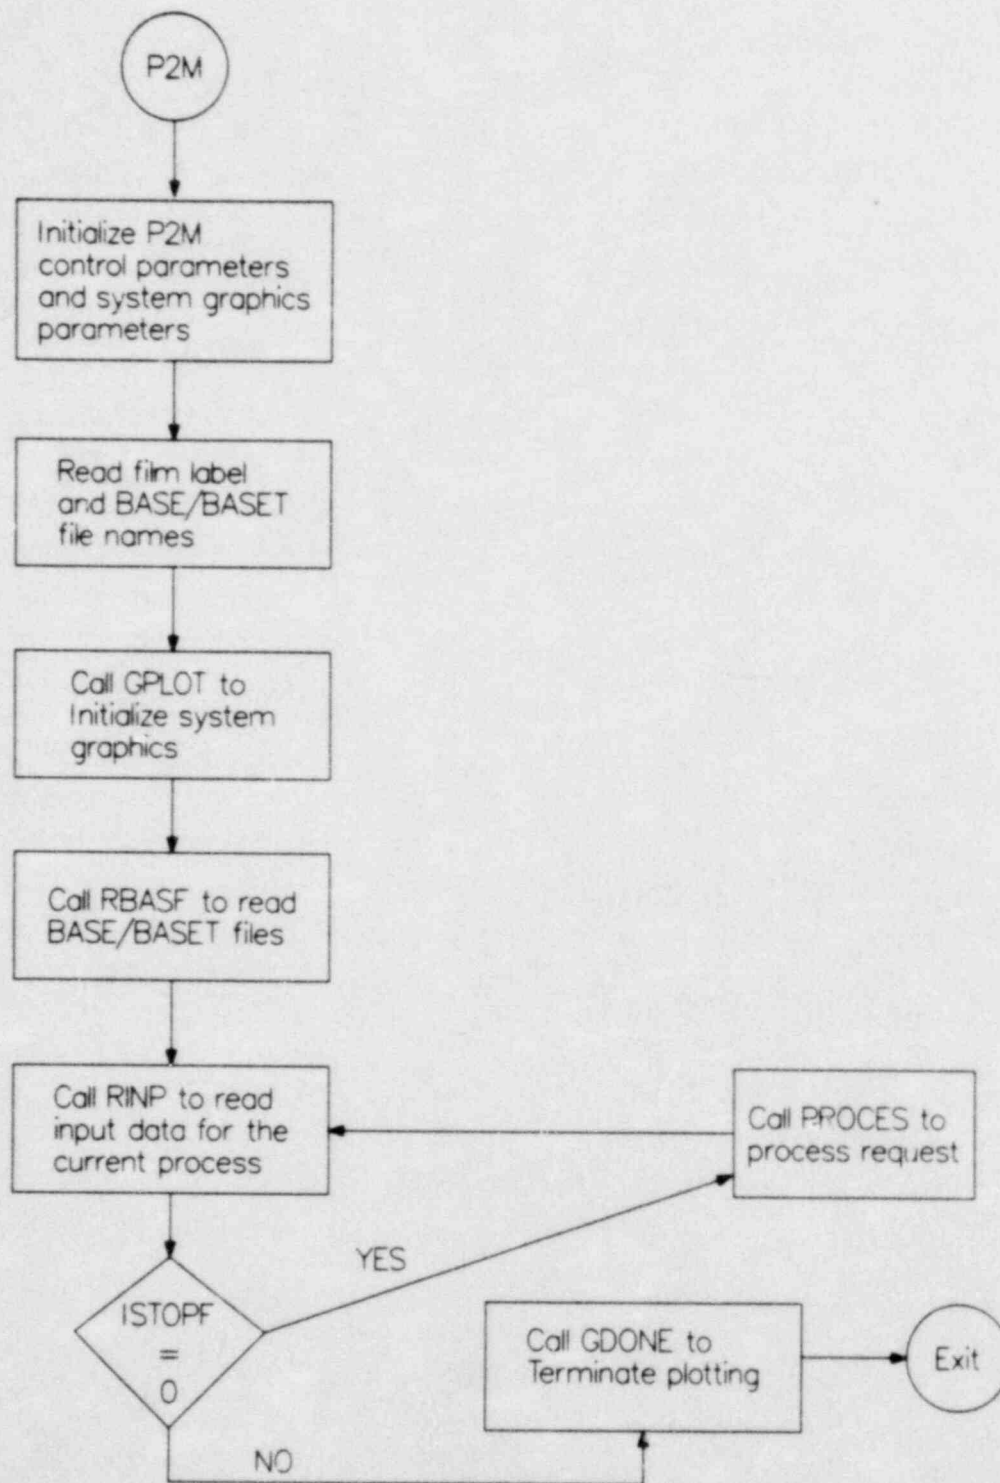 P2M
Initialize P2M
control parameters
and system graphics
parameters
Read film label
and BASE/BASET
file names
Call GPLOT to
Initialize system
graphics
Call RBASF to read
BASE/BASET files
Call RINP to read
input data for the
current process
Call PROCES to
process request
YES
ISTOPF
=
0
Call GDONE to
Terminate plotting
Exit
NO